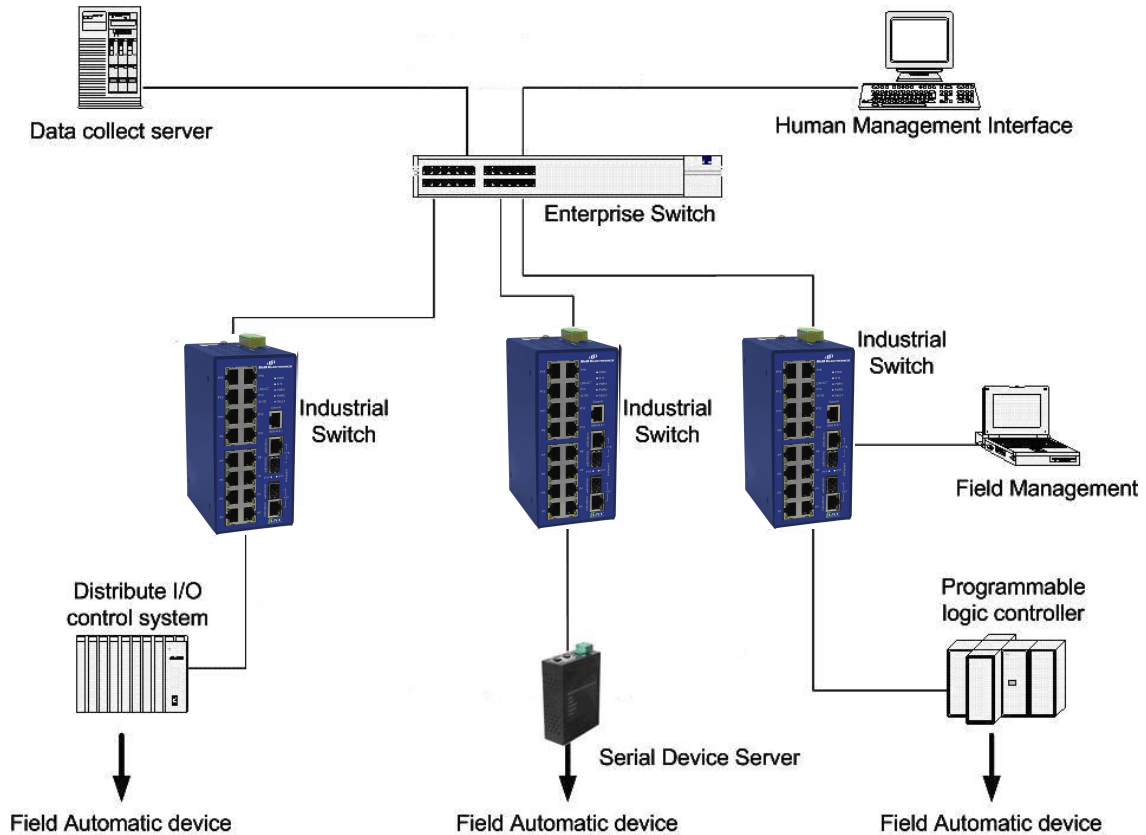 Data collect server
Human Management Interface
Enterprise Switch
Industrial
Switch
Industrial
Switch
Industrial
Switch
Field Management
Distribute I/O
control system
Programmable
logic controller
Serial Device Server
Field Automatic device
Field Automatic device
Field Automatic device